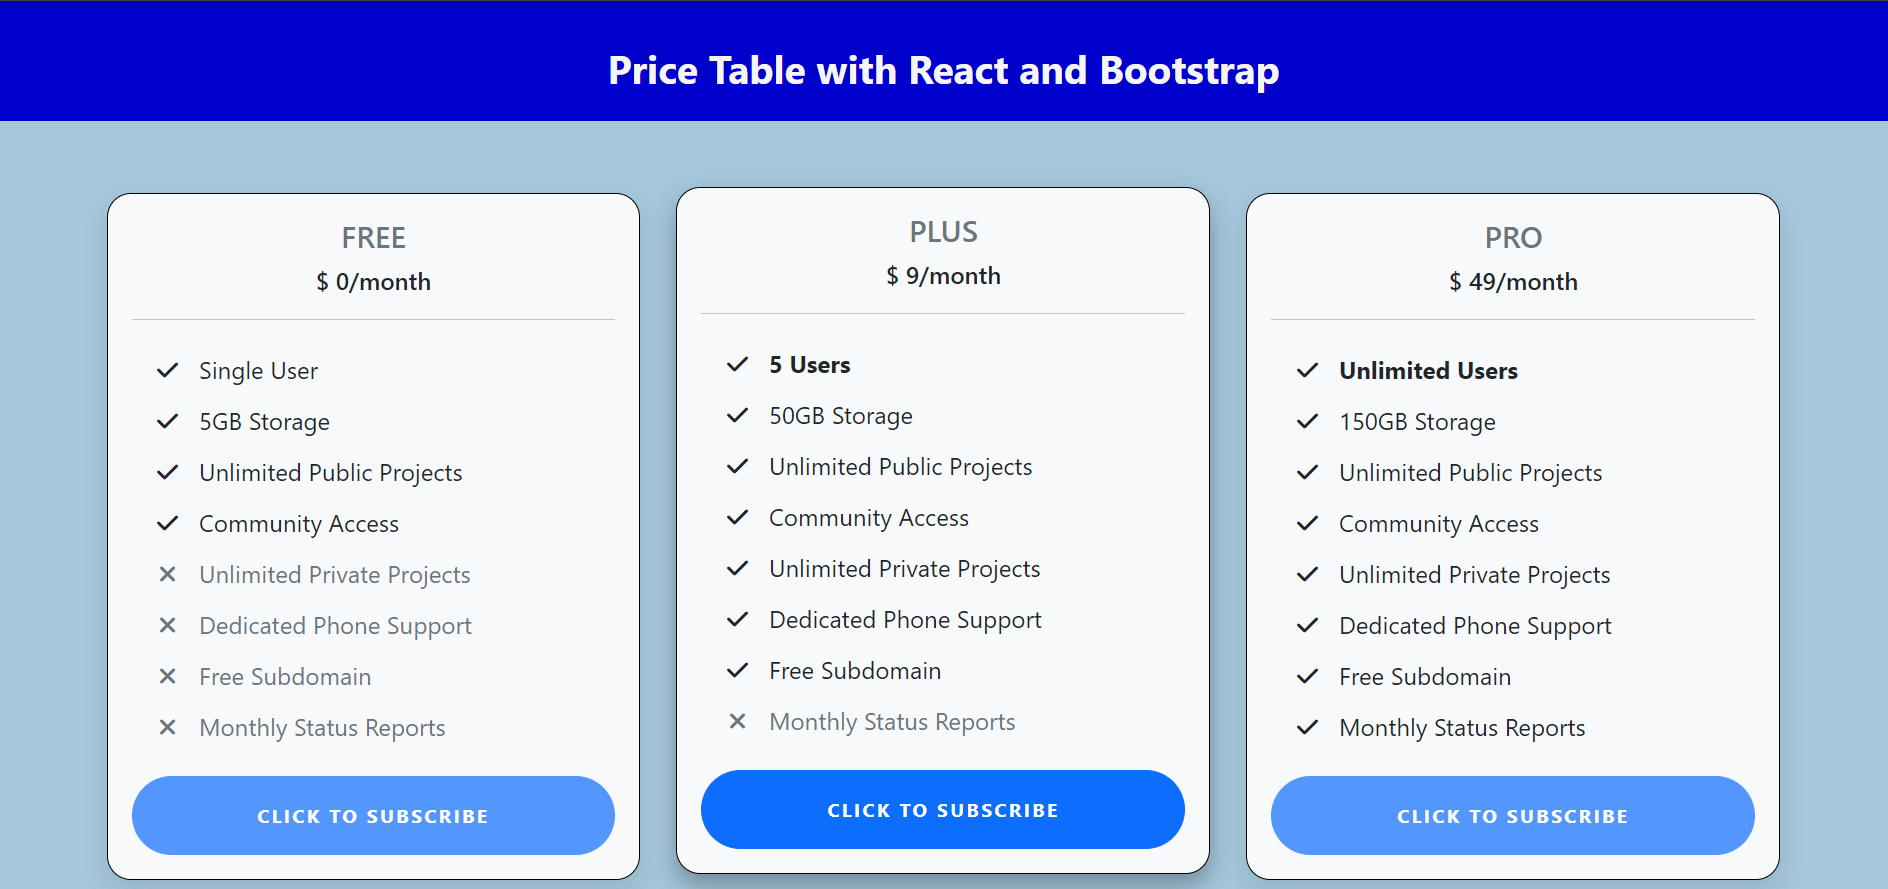 Price Table with React and Bootstrap
FREE
$ 0/month
Single User
5GB Storage
Unlimited Public Projects
Community Access
Unlimited Private Projects
Dedicated Phone Support
Free Subdomain
Monthly Status Reports
CLICK TO SUBSCRIBE
PLUS
$ 9/month
5 Users
50GB Storage
Unlimited Public Projects
Community Access
Unlimited Private Projects
Dedicated Phone Support
Free Subdomain
Monthly Status Reports
CLICK TO SUBSCRIBE
PRO
$ 49/month
Unlimited Users
150GB Storage
Unlimited Public Projects
Community Access
Unlimited Private Projects
Dedicated Phone Support
Free Subdomain
Monthly Status Reports
CLICK TO SUBSCRIBE